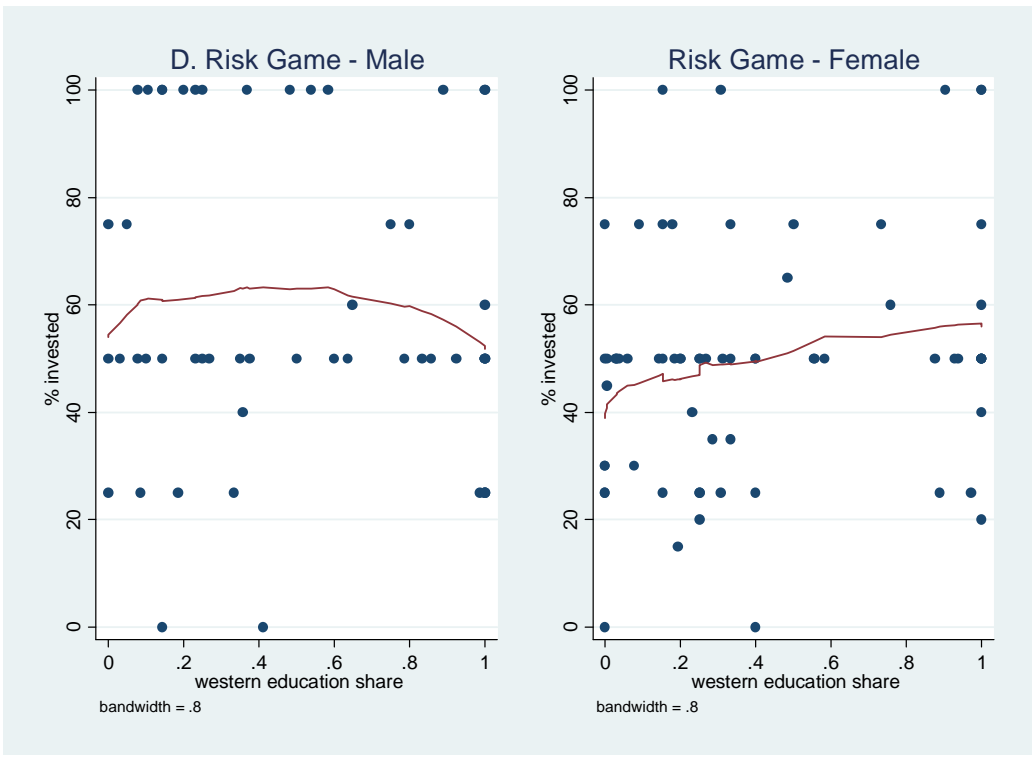 D. Risk Game - Male
% invested
100
80
60
40
20
0
0 .2 .4 .6 .8 1
western education share
bandwidth = .8
Risk Game - Female
% invested
100
80
60
40
20
0
0 .2 .4 .6 .8 1
western education share
bandwidth = .8